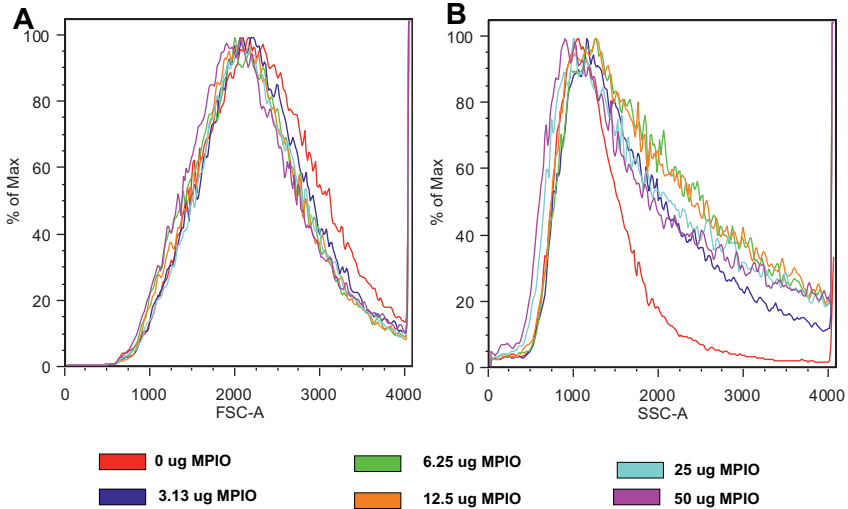 A
B
100
80
60
40
20
0
% of Max
0
1000
2000
3000
4000
FSC-A
100
80
60
40
20
0
% of Max
0
1000
2000
3000
4000
SSC-A
0 ug MPIO
6.25 ug MPIO
25 ug MPIO
3.13 ug MPIO
12.5 ug MPIO
50 ug MPIO